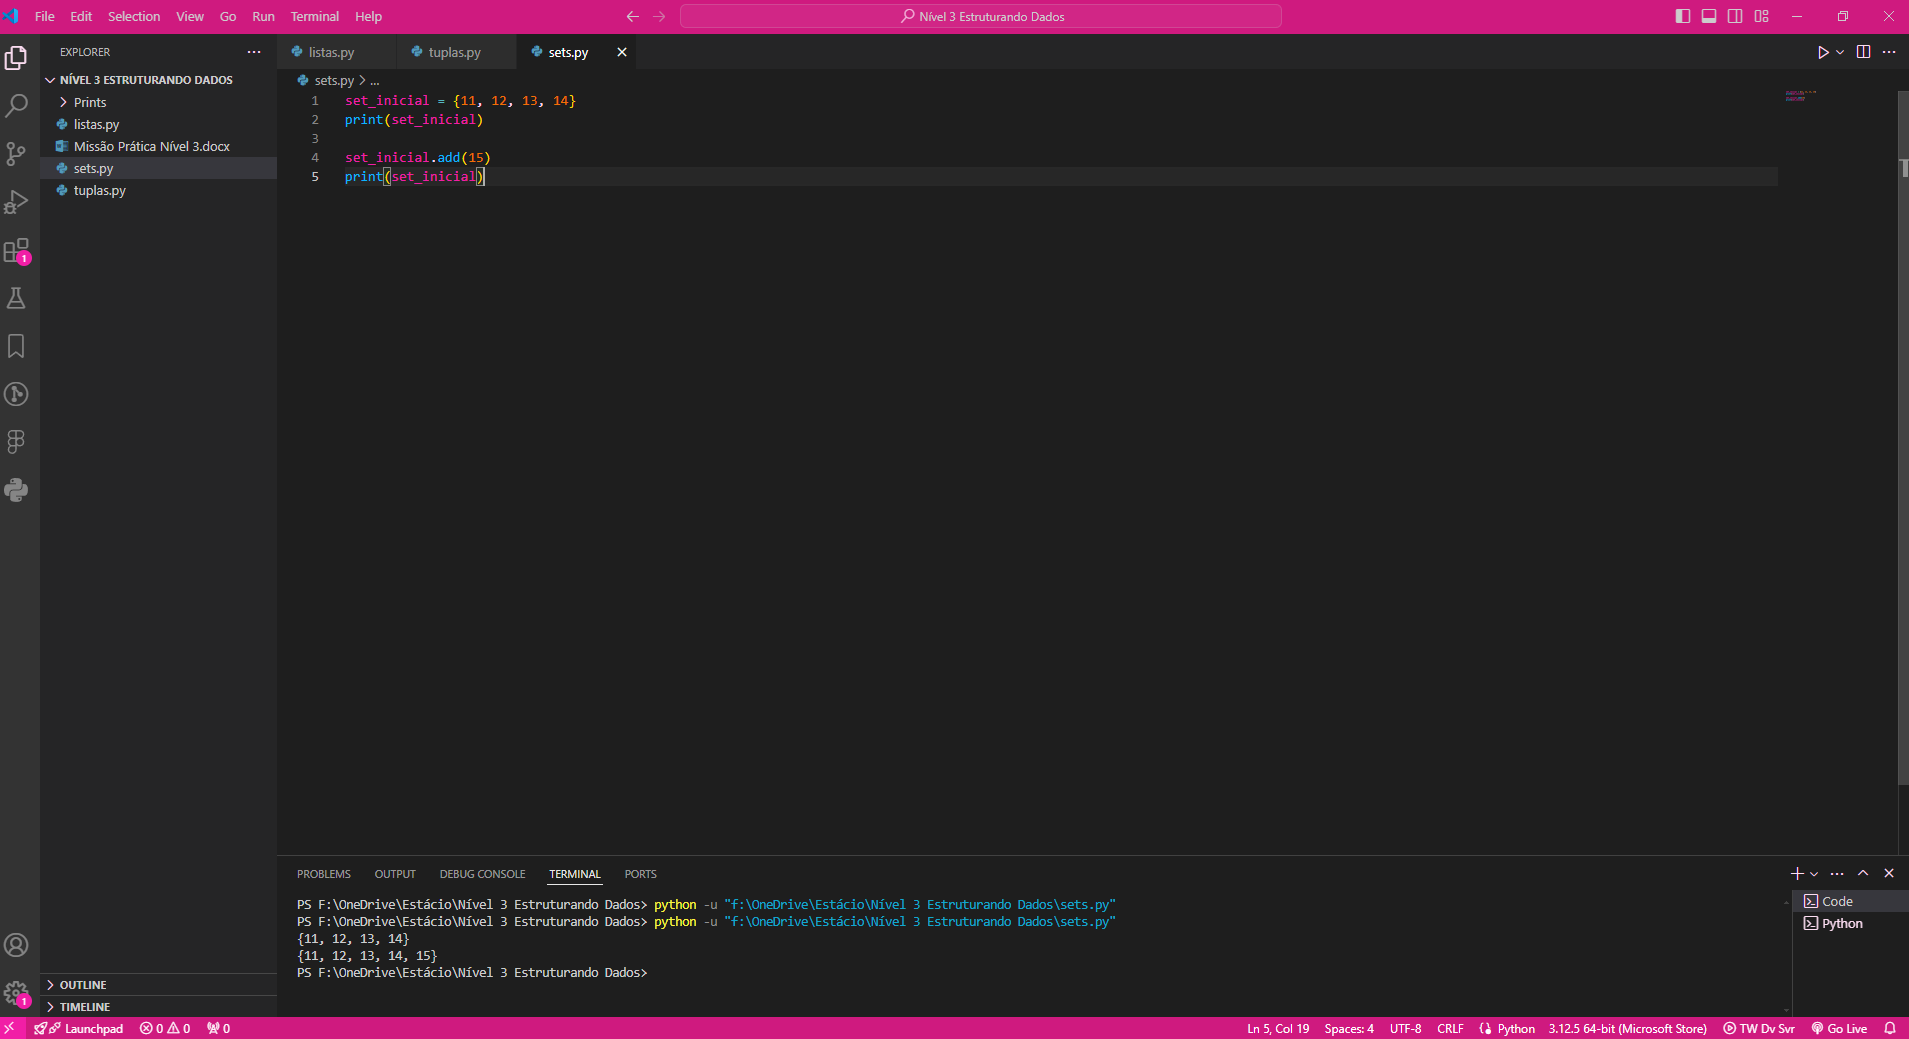 File Edit Selection View Go Run Terminal Help
Nível 3 Estruturando Dados
EXPLORER
NÍVEL 3 ESTRUTURANDO DADOS
Prints
listas.py
Missão Prática Nível 3.docx
sets.py
tuplas.py
1
1
OUTLINE
TIMELINE
listas.py tuplas.py sets.py
sets.py > ...
1 set_inicial = {11, 12, 13, 14}
2 print(set_inicial)
3
4 set_inicial.add(15)
5 print(set_inicial)
PROBLEMS OUTPUT DEBUG CONSOLE TERMINAL PORTS
PS F:\OneDrive\Estácio\Nível 3 Estruturando Dados> python -u "f:\OneDrive\Estácio\Nível 3 Estruturando Dados\sets.py"
PS F:\OneDrive\Estácio\Nível 3 Estruturando Dados> python -u "f:\OneDrive\Estácio\Nível 3 Estruturando Dados\sets.py"
{11, 12, 13, 14}
{11, 12, 13, 14, 15}
PS F:\OneDrive\Estácio\Nível 3 Estruturando Dados>
Code
Python
Launchpad 0 0 0 Ln 5, Col 19 Spaces: 4 UTF-8 CRLF Python 3.12.5 64-bit (Microsoft Store) TW Dv Svr Go Live